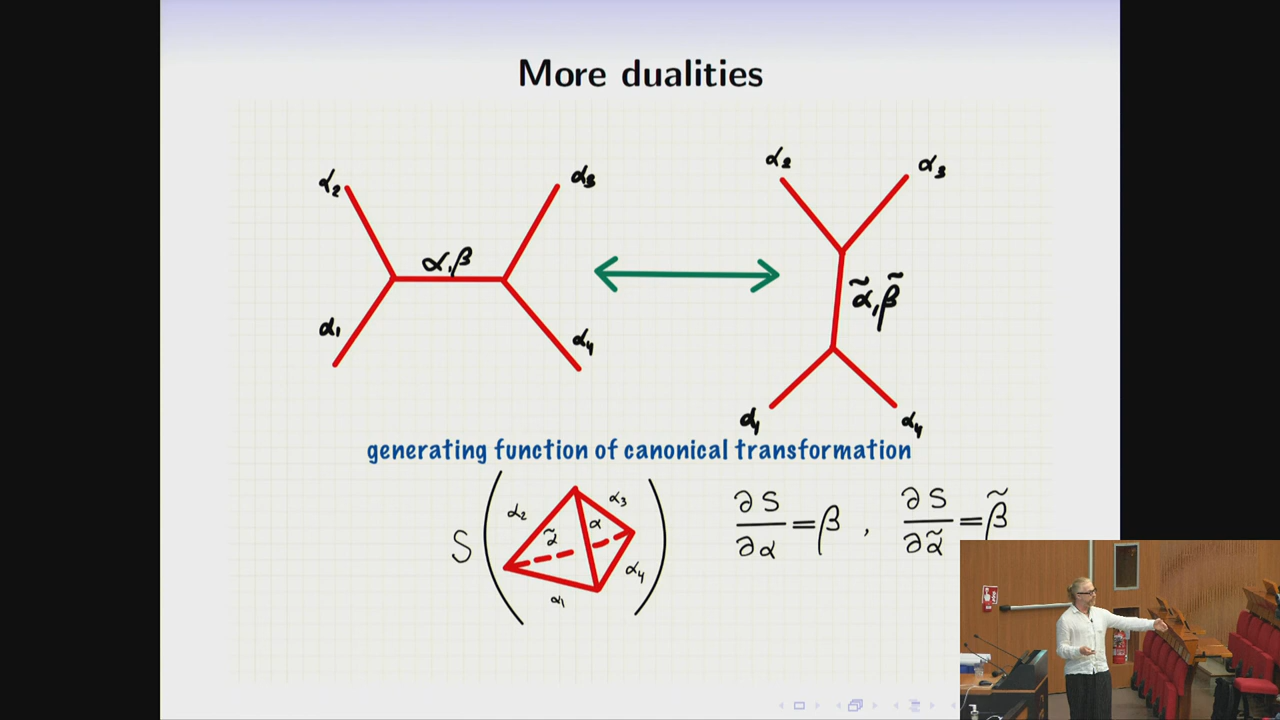 More dualities
α₂ α₃ α₂ α₃
α,β α̃,β̃
α₁ α₄ α₁ α₄
generating function of canonical transformation
S ( α₂ α₃ α̃ α α₄ α₁ ) ∂S/∂α = β , ∂S/∂α̃ = β̃